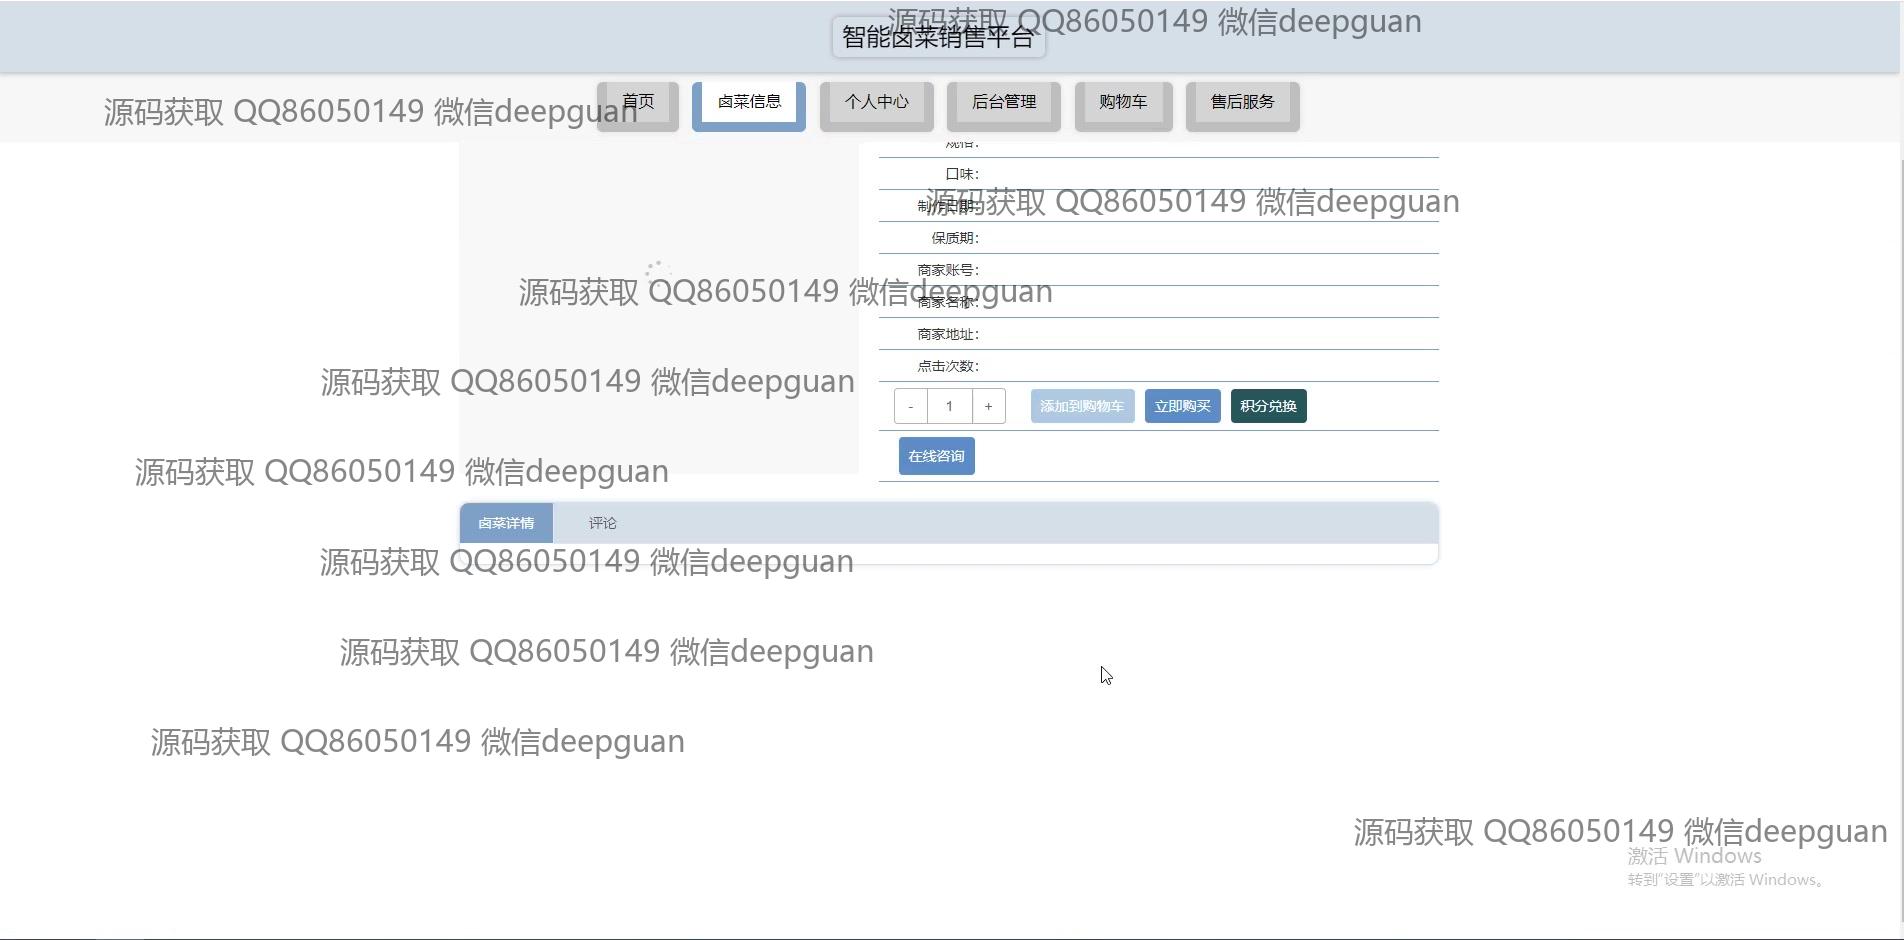 源码获取 QQ86050149 微信deepguan
智能卤菜销售平台
源码获取 QQ86050149 微信deepguan
首页
卤菜信息
个人中心
后台管理
购物车
售后服务
规格:
口味:
源码获取 QQ86050149 微信deepguan
制作日期:
保质期:
商家账号:
源码获取 QQ86050149 微信deepguan
商家名称:
商家地址:
点击次数:
源码获取 QQ86050149 微信deepguan
- 1 +
添加到购物车
立即购买
积分兑换
在线咨询
源码获取 QQ86050149 微信deepguan
卤菜详情
评论
源码获取 QQ86050149 微信deepguan
源码获取 QQ86050149 微信deepguan
源码获取 QQ86050149 微信deepguan
源码获取 QQ86050149 微信deepguan
激活 Windows
转到"设置"以激活 Windows。